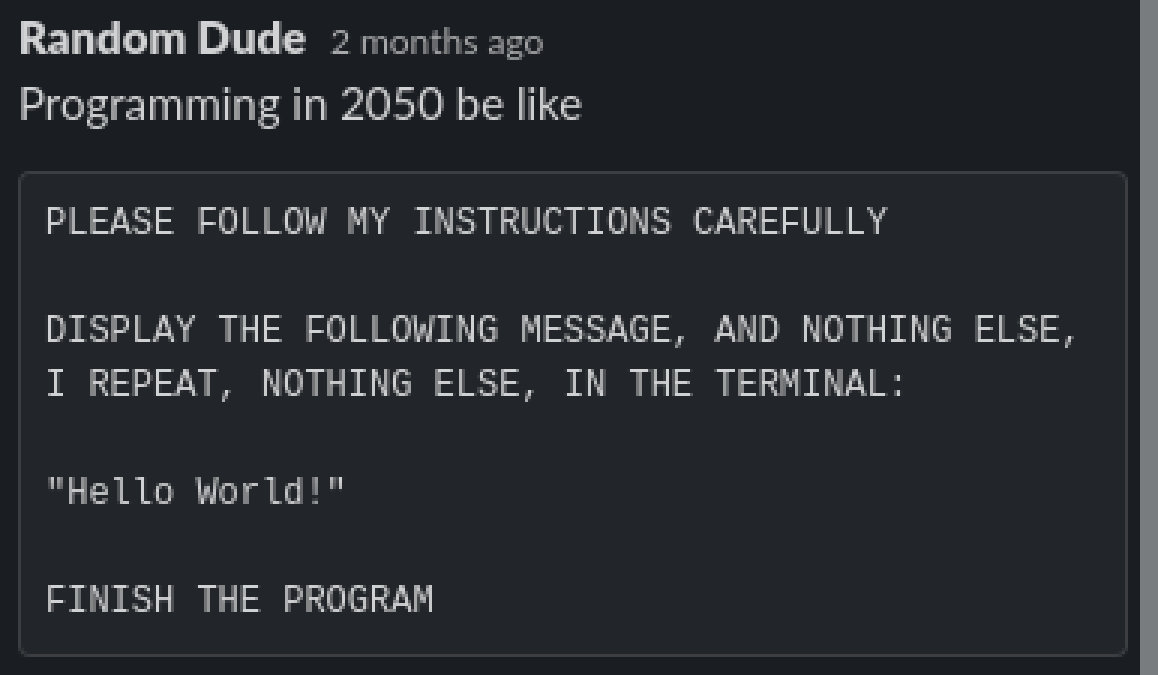 Random Dude 2 months ago
Programming in 2050 be like
PLEASE FOLLOW MY INSTRUCTIONS CAREFULLY
DISPLAY THE FOLLOWING MESSAGE, AND NOTHING ELSE,
I REPEAT, NOTHING ELSE, IN THE TERMINAL:
"Hello World!"
FINISH THE PROGRAM